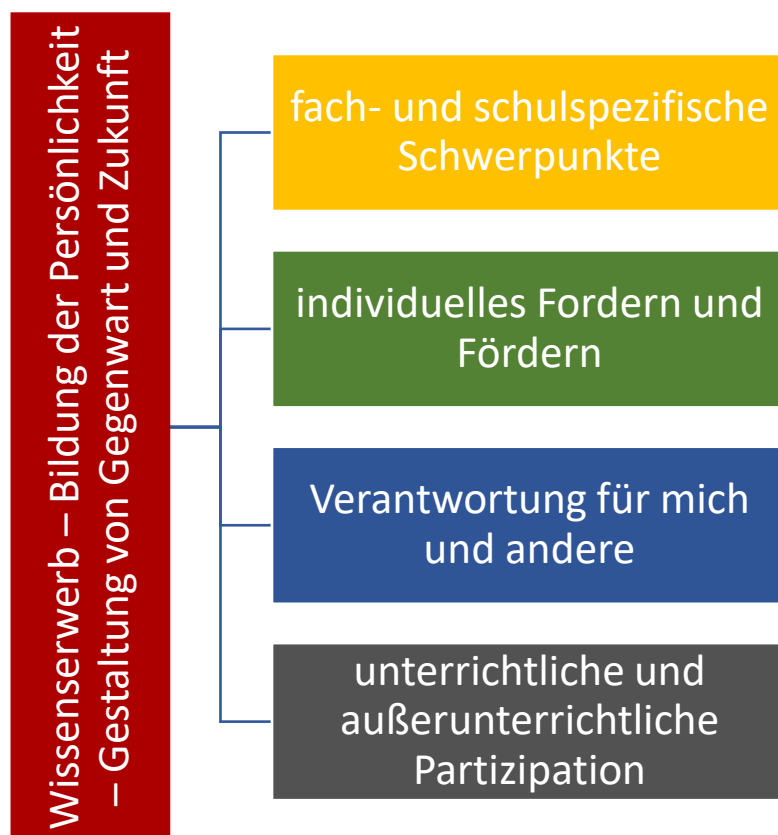 Wissenserwerb – Bildung der Persönlichkeit
– Gestaltung von Gegenwart und Zukunft
fach- und schulspezifische
Schwerpunkte
individuelles Fordern und
Fördern
Verantwortung für mich
und andere
unterrichtliche und
außerunterrichtliche
Partizipation